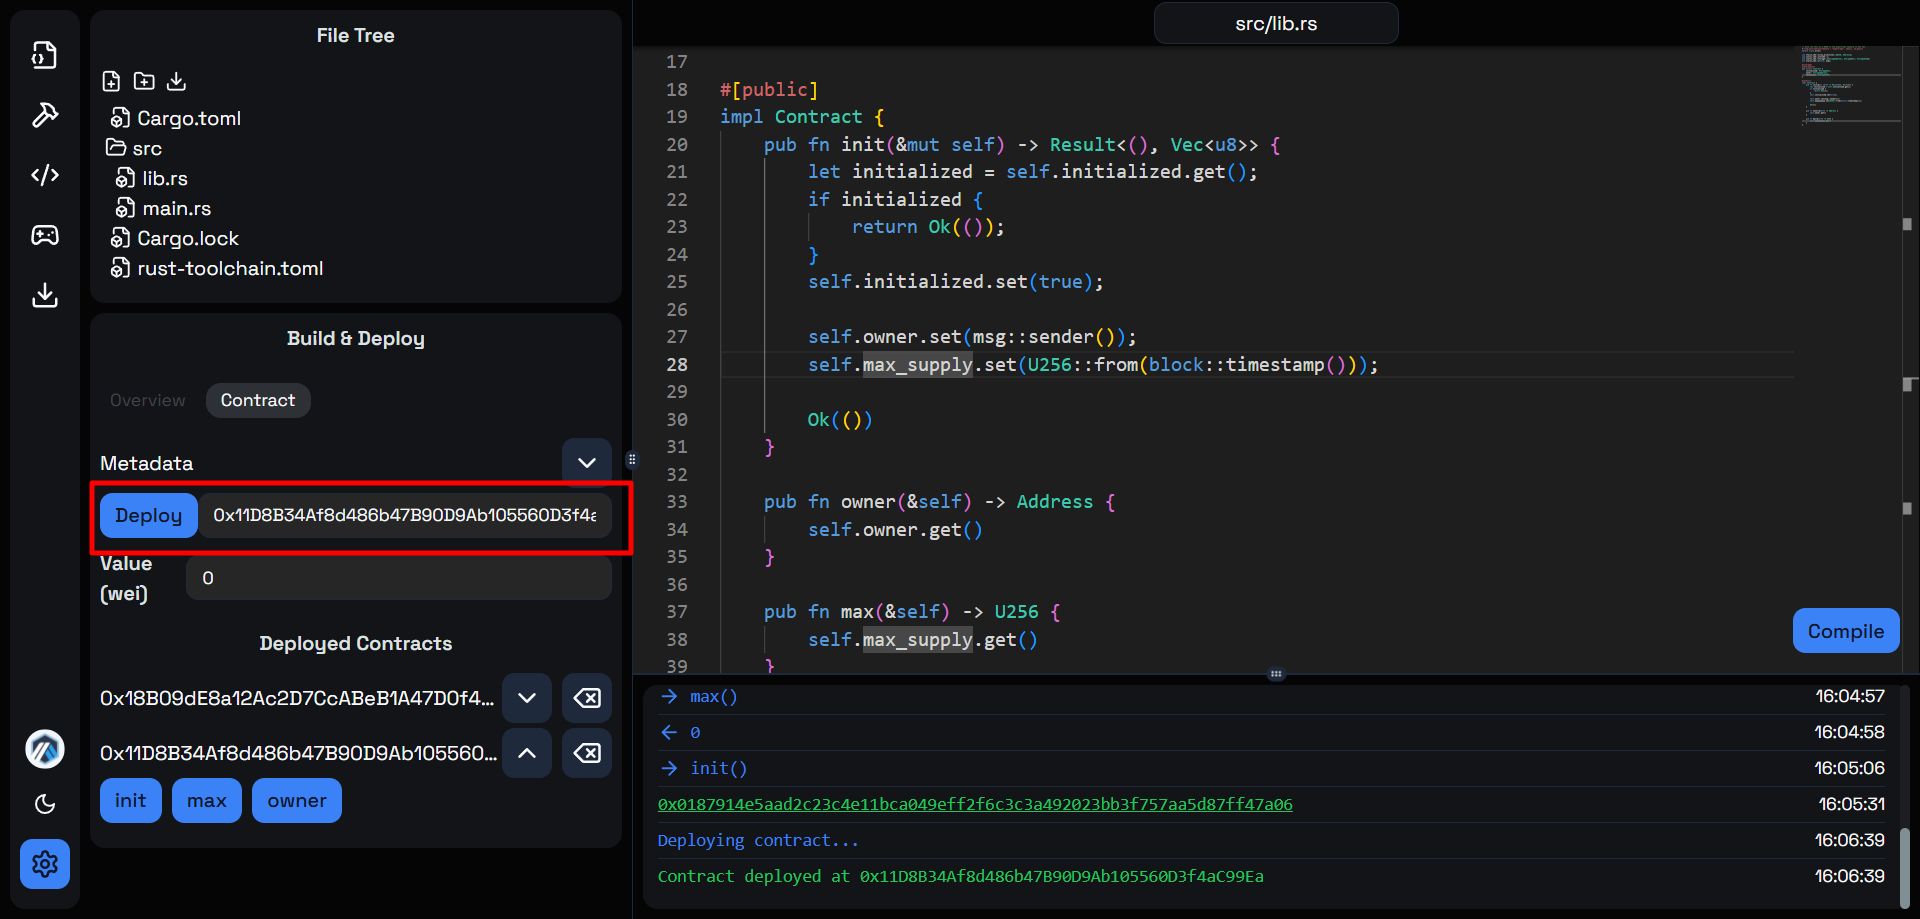 File Tree
Cargo.toml
src
lib.rs
main.rs
Cargo.lock
rust-toolchain.toml
Build & Deploy
Overview
Contract
Metadata
Deploy
0x11D8B34Af8d486b47B90D9Ab105560D3f4a
Value
(wei)
0
Deployed Contracts
0x18B09dE8a12Ac2D7CcABeB1A47D0f4...
0x11D8B34Af8d486b47B90D9Ab105560...
init
max
owner
src/lib.rs
17
18 #[public]
19 impl Contract {
20 pub fn init(&mut self) -> Result<(), Vec<u8>> {
21 let initialized = self.initialized.get();
22 if initialized {
23 return Ok(());
24 }
25 self.initialized.set(true);
26
27 self.owner.set(msg::sender());
28 self.max_supply.set(U256::from(block::timestamp()));
29
30 Ok(())
31 }
32
33 pub fn owner(&self) -> Address {
34 self.owner.get()
35 }
36
37 pub fn max(&self) -> U256 {
38 self.max_supply.get()
39 }
Compile
→ max() 16:04:57
← 0 16:04:58
→ init() 16:05:06
0x0187914e5aad2c23c4e11bca049eff2f6c3c3a492023bb3f757aa5d87ff47a06 16:05:31
Deploying contract... 16:06:39
Contract deployed at 0x11D8B34Af8d486b47B90D9Ab105560D3f4aC99Ea 16:06:39